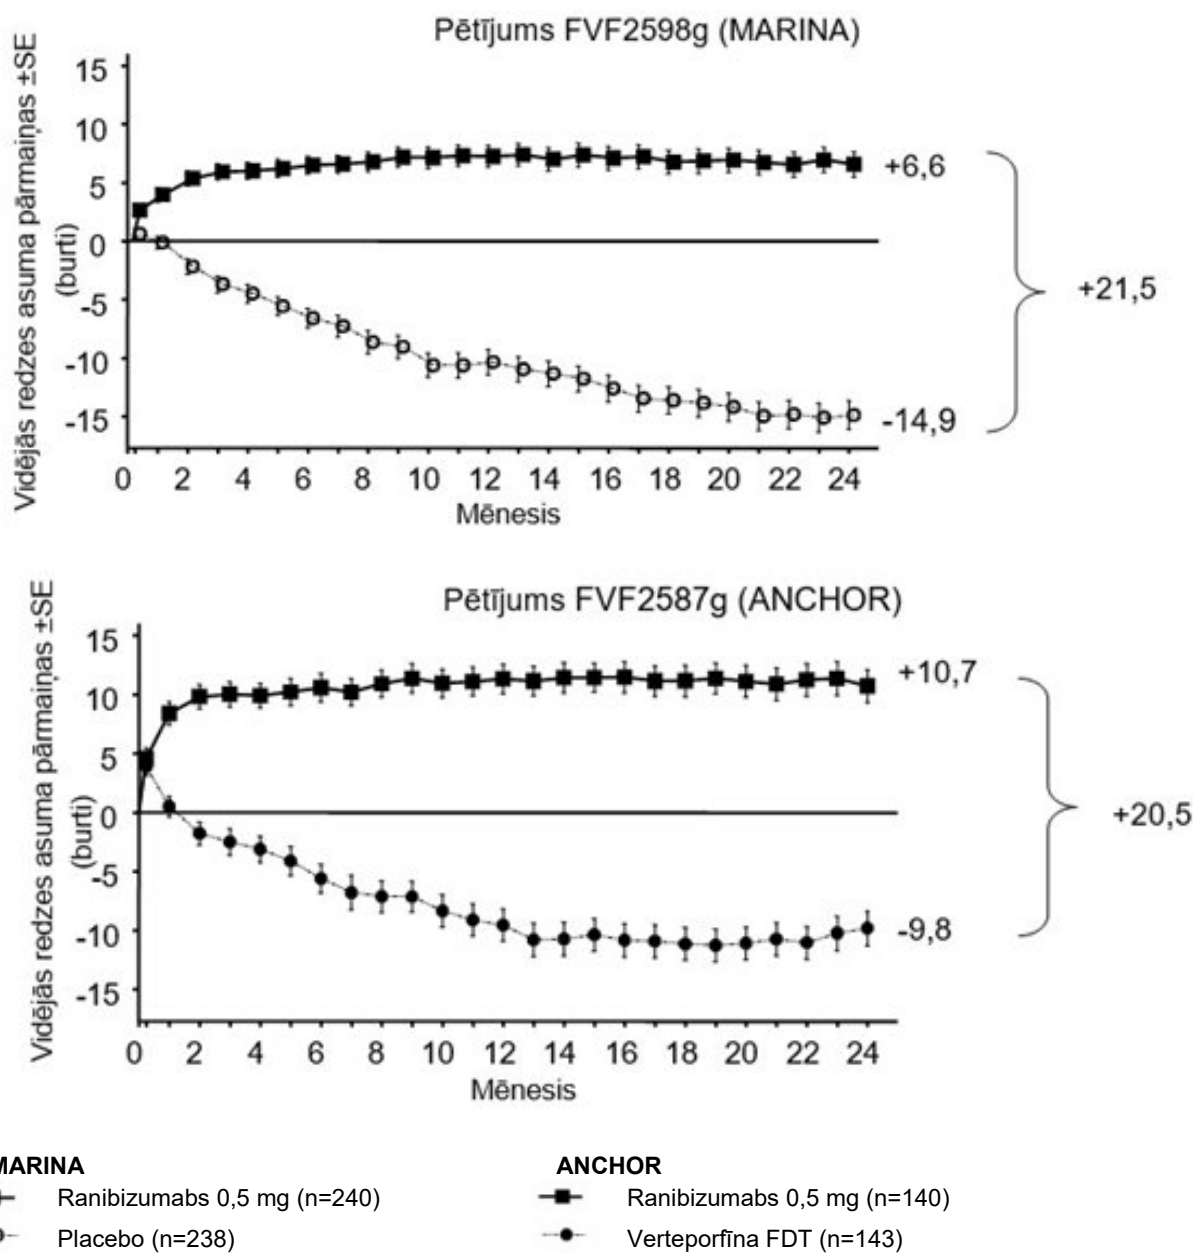 Pētījums FVF2598g (MARINA)
Vidējās redzes asuma pārmaiņas ±SE
(burti)
15
10
5
0
-5
-10
-15
+6,6
-14,9
+21,5
0 2 4 6 8 10 12 14 16 18 20 22 24
Mēnesis
Pētījums FVF2587g (ANCHOR)
Vidējās redzes asuma pārmaiņas ±SE
(burti)
15
10
5
0
-5
-10
-15
+10,7
-9,8
+20,5
0 2 4 6 8 10 12 14 16 18 20 22 24
Mēnesis
MARINA
Ranibizumabs 0,5 mg (n=240)
Placebo (n=238)
ANCHOR
Ranibizumabs 0,5 mg (n=140)
Verteporfīna FDT (n=143)